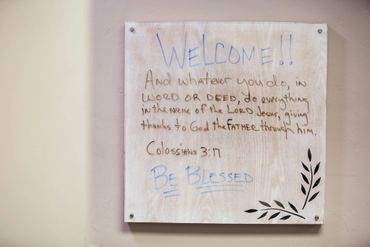 WELCOME!!
And whatever you do, in
WORD OR DEED, do everything
in the name of the LORD Jesus, giving
thanks to God the FATHER through him.
Colossians 3:17
BE BLESSED